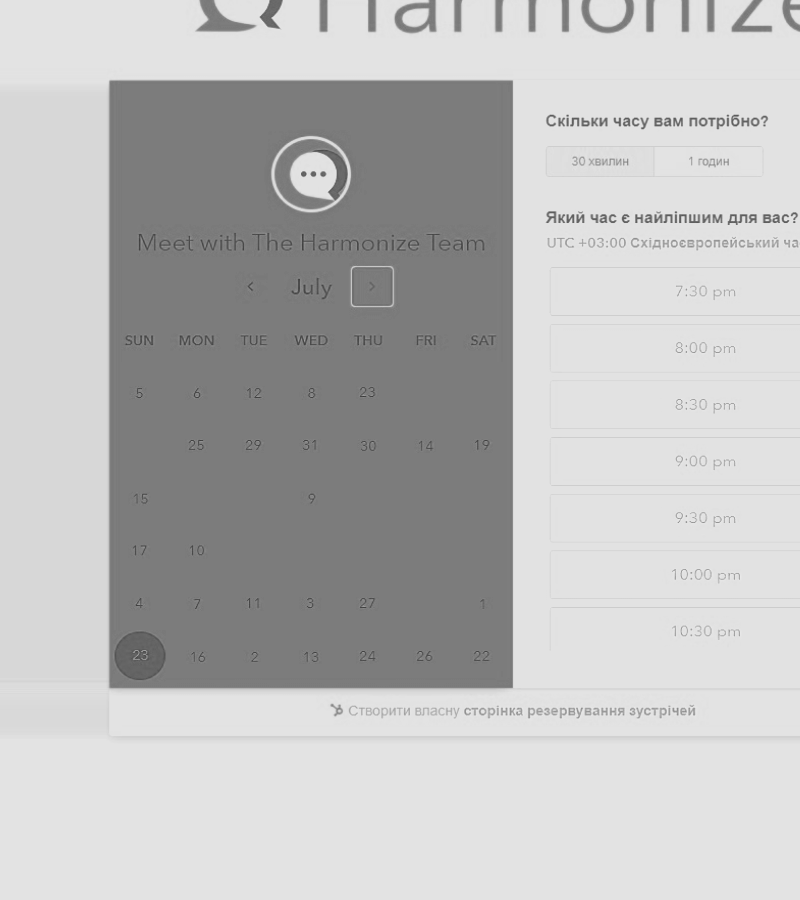 Harmonize
Скільки часу вам потрібно?
30 хвилин 1 годин
Meet with The Harmonize Team
July
SUN MON TUE WED THU FRI SAT
5 6 12 8 23
25 29 31 30 14 19
15 9
17 10
4 7 11 3 27 1
23 16 2 13 24 26 22
Який час є найліпшим для вас?
UTC +03:00 Східноєвропейський
7:30 pm
8:00 pm
8:30 pm
9:00 pm
9:30 pm
10:00 pm
10:30 pm
Створити власну сторінка резервування зустрічей